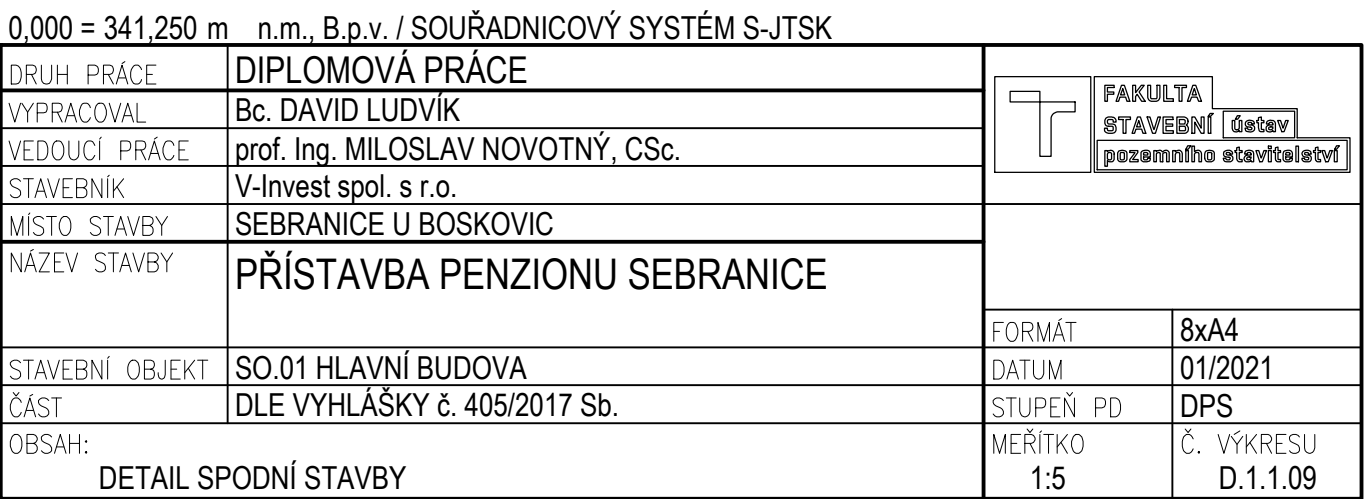 0,000 = 341,250 m n.m., B.p.v. / SOUŘADNICOVÝ SYSTÉM S-JTSK
DRUH PRÁCE DIPLOMOVÁ PRÁCE
VYPRACOVAL Bc. DAVID LUDVÍK
VEDOUCÍ PRÁCE prof. Ing. MILOSLAV NOVOTNÝ, CSc.
STAVEBNÍK V-Invest spol. s r.o.
MÍSTO STAVBY SEBRANICE U BOSKOVIC
FAKULTA
STAVEBNÍ ústav
pozemního stavitelství
NÁZEV STAVBY PŘÍSTAVBA PENZIONU SEBRANICE
FORMÁT 8xA4
STAVEBNÍ OBJEKT SO.01 HLAVNÍ BUDOVA
DATUM 01/2021
ČÁST DLE VYHLÁŠKY č. 405/2017 Sb.
STUPEŇ PD DPS
OBSAH:
DETAIL SPODNÍ STAVBY
MEŘÍTKO Č. VÝKRESU
1:5 D.1.1.09